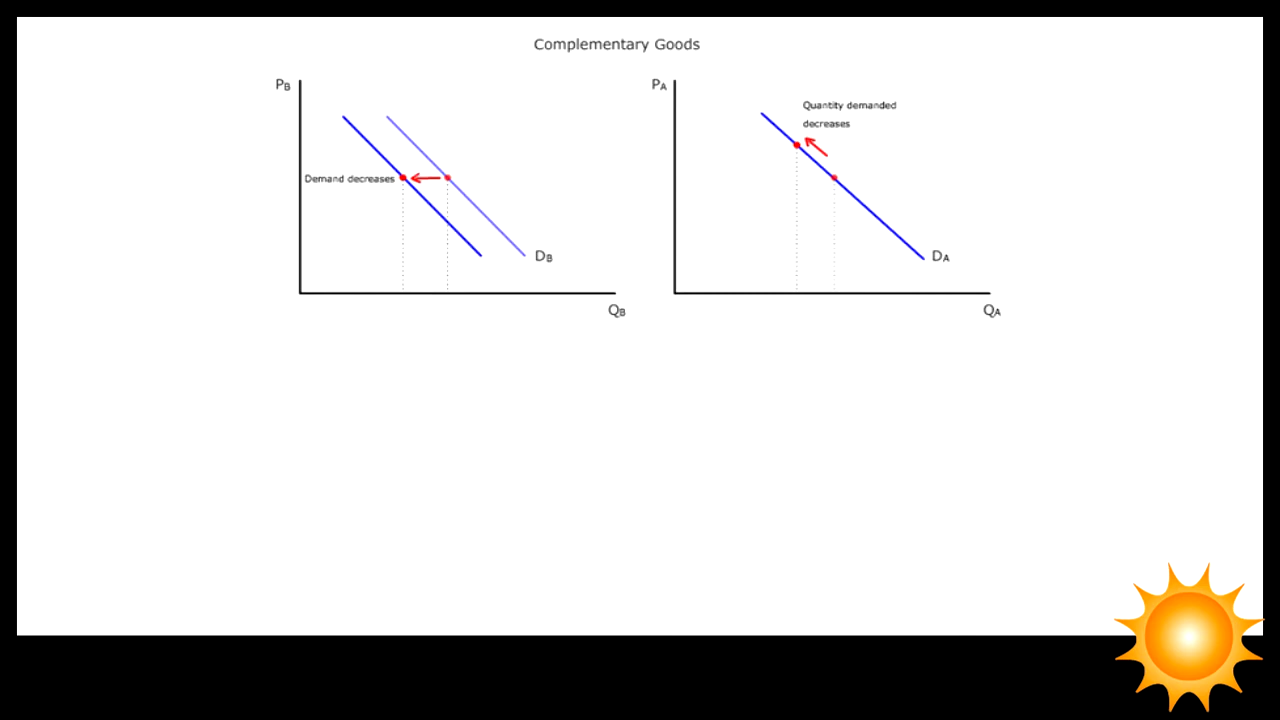 Complementary Goods
PB
Demand decreases
DB
QB
PA
Quantity demanded
decreases
DA
QA